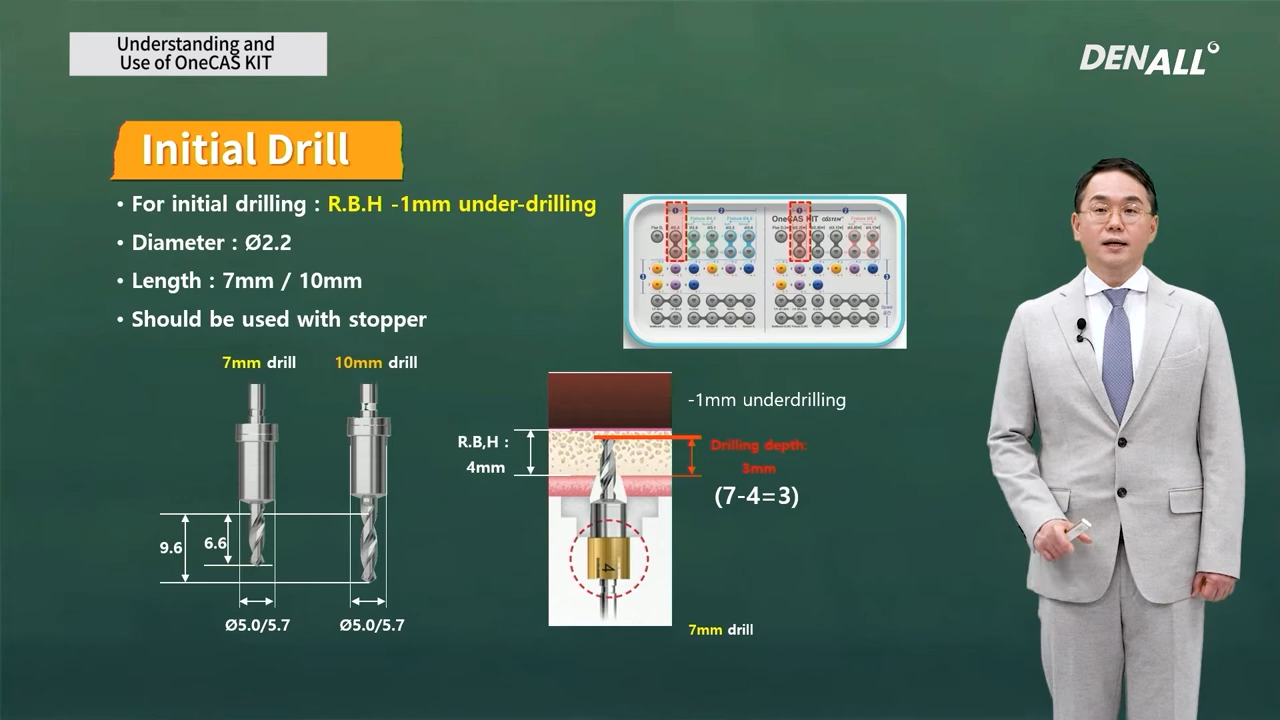 Understanding and
Use of OneCAS KIT
DENALL
Initial Drill
• For initial drilling : R.B.H -1mm under-drilling
• Diameter : Ø2.2
• Length : 7mm / 10mm
• Should be used with stopper
OneCAS KIT
7mm drill
10mm drill
9.6
6.6
Ø5.0/5.7
Ø5.0/5.7
R.B,H :
4mm
-1mm underdrilling
Drilling depth:
3mm
(7-4=3)
4
7mm drill